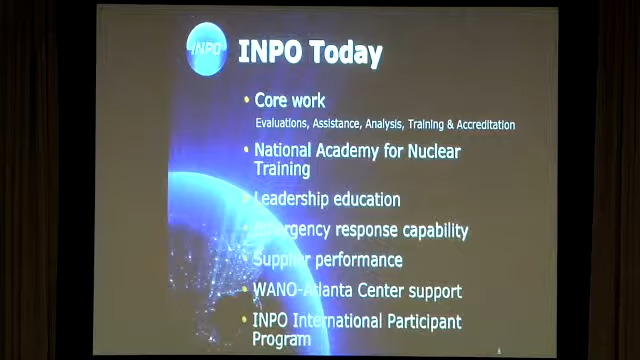 INPO
INPO Today
• Core work
Evaluations, Assistance, Analysis, Training & Accreditation
• National Academy for Nuclear
Training
• Leadership education
• Emergency response capability
• Supplier performance
• WANO-Atlanta Center support
• INPO International Participant
Program